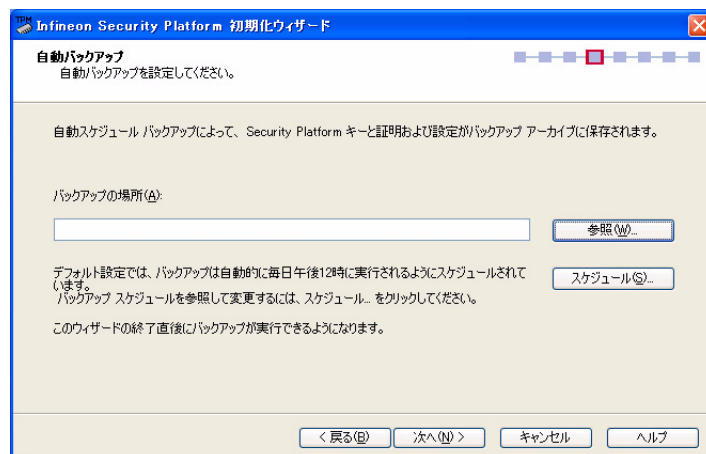 TPM
Infineon Security Platform 初期化ウィザード
自動バックアップ
自動バックアップを設定してください。
自動スケジュール バックアップによって、Security Platform キーと証明および設定がバックアップ アーカイブに保存されます。
バックアップの場所(A):
参照(W)...
デフォルト設定では、バックアップは自動的に毎日午後12時に実行されるようにスケジュールされて
います。
バックアップ スケジュールを参照して変更するには、スケジュール... をクリックしてください。
スケジュール(S)...
このウィザードの終了直後にバックアップが実行できるようになります。
< 戻る(B)
次へ(N) >
キャンセル
ヘルプ